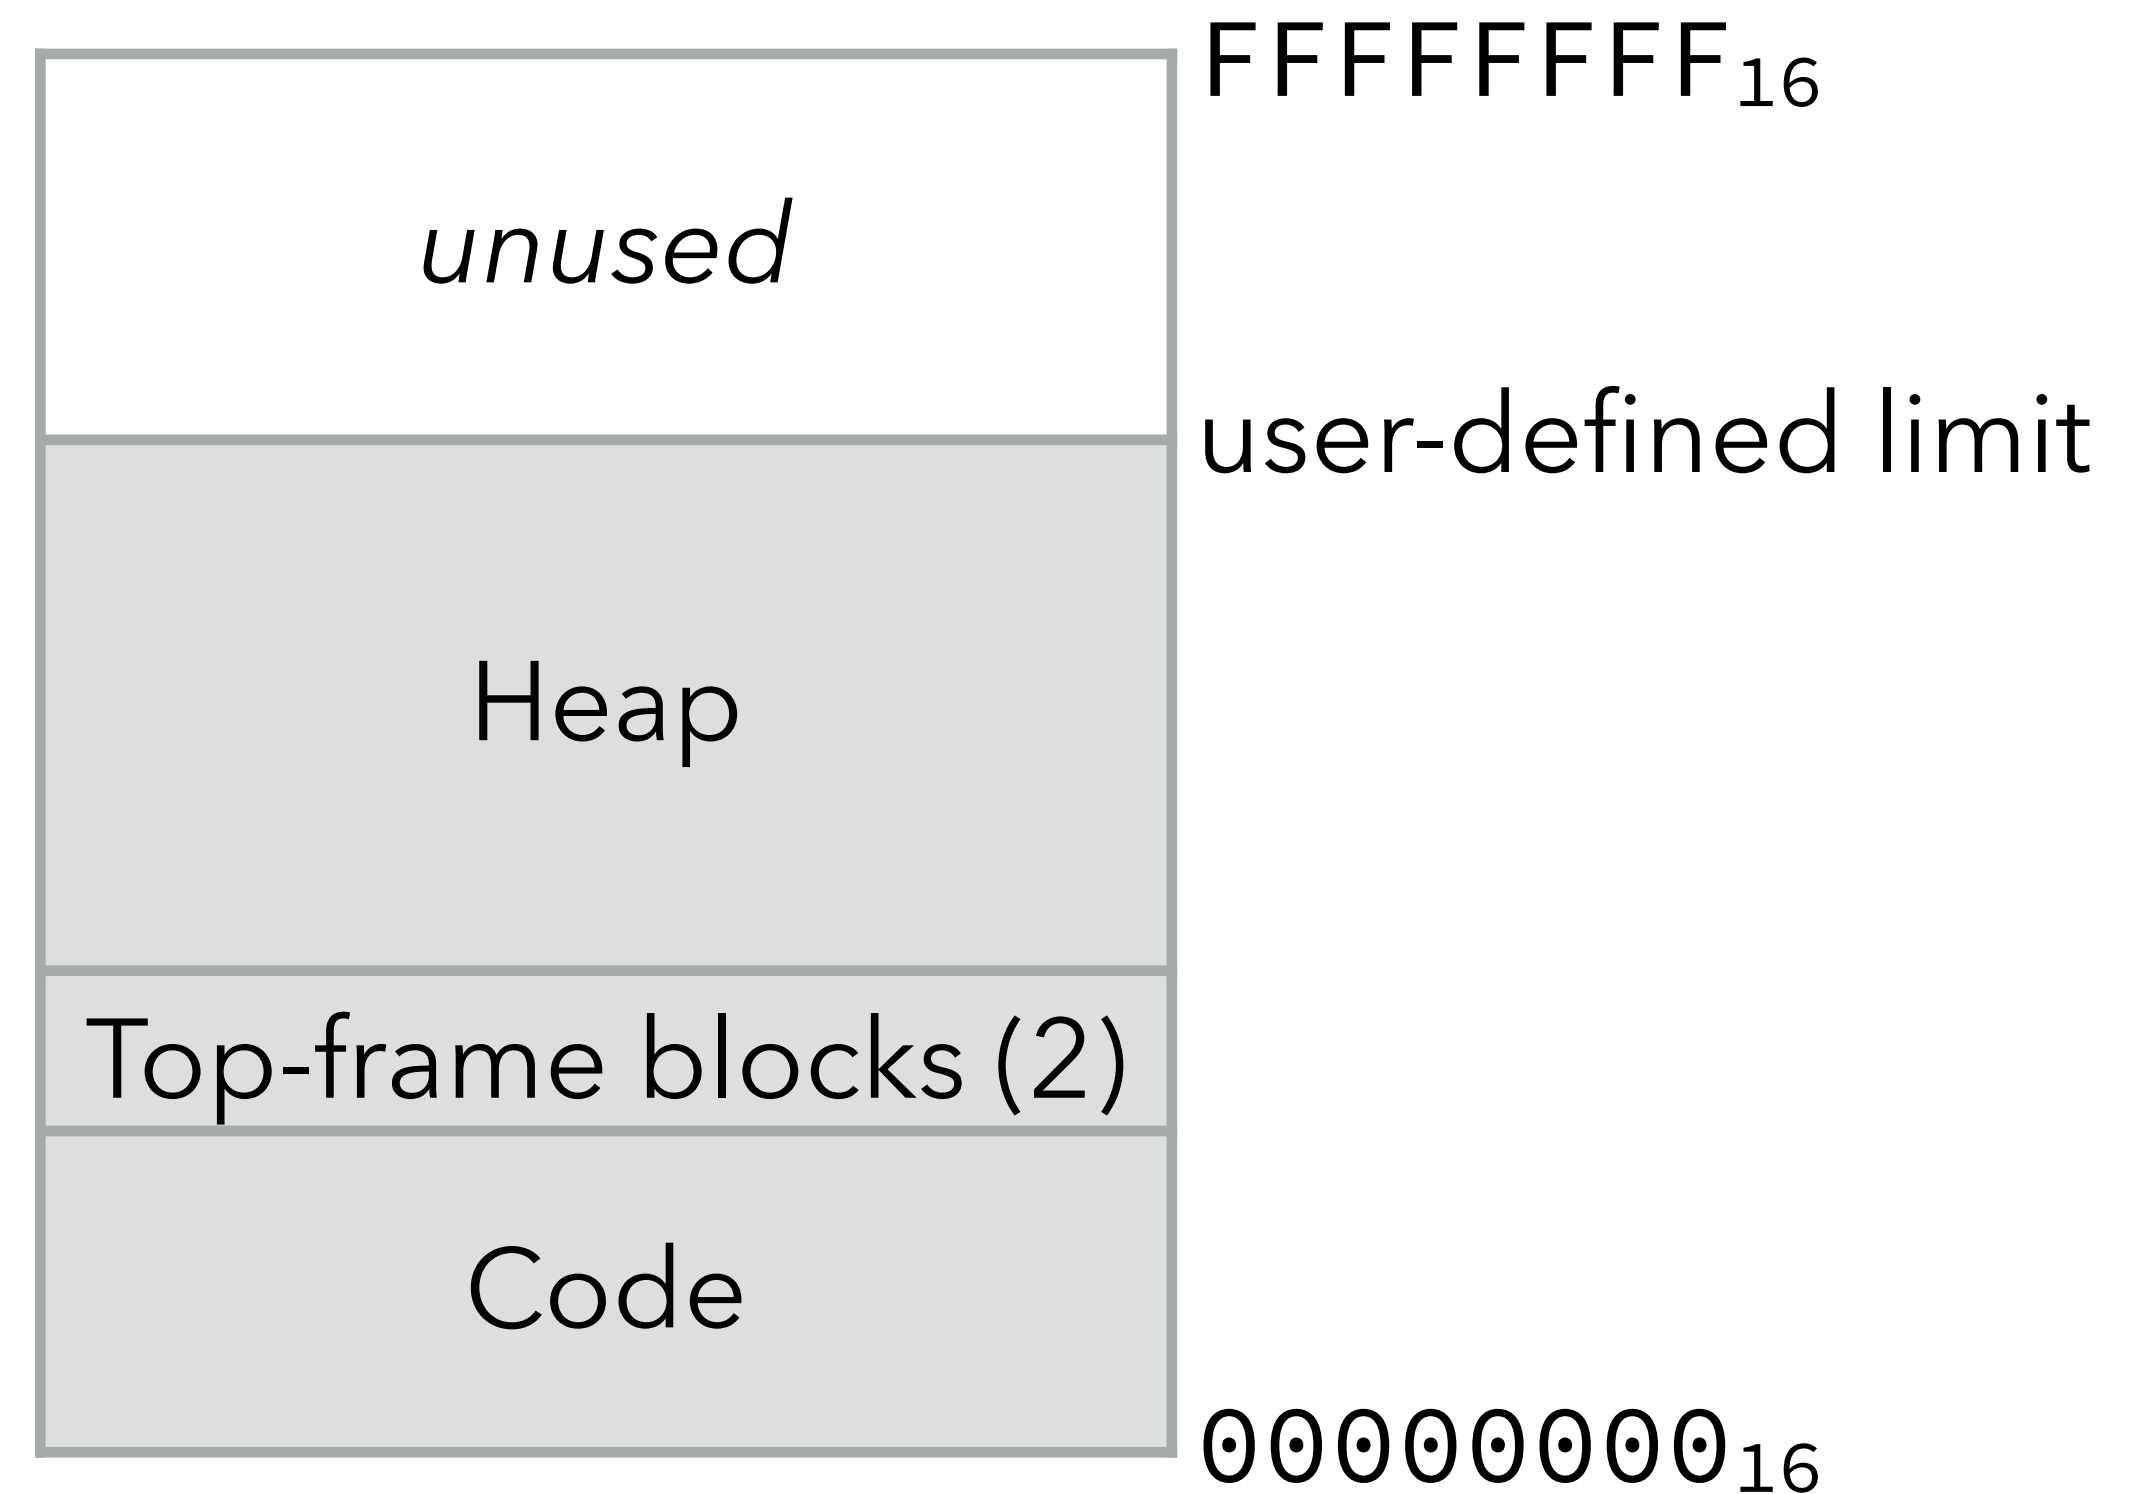 FFFFFFFF₁₆
unused
user-defined limit
Heap
Top-frame blocks (2)
Code
00000000₁₆